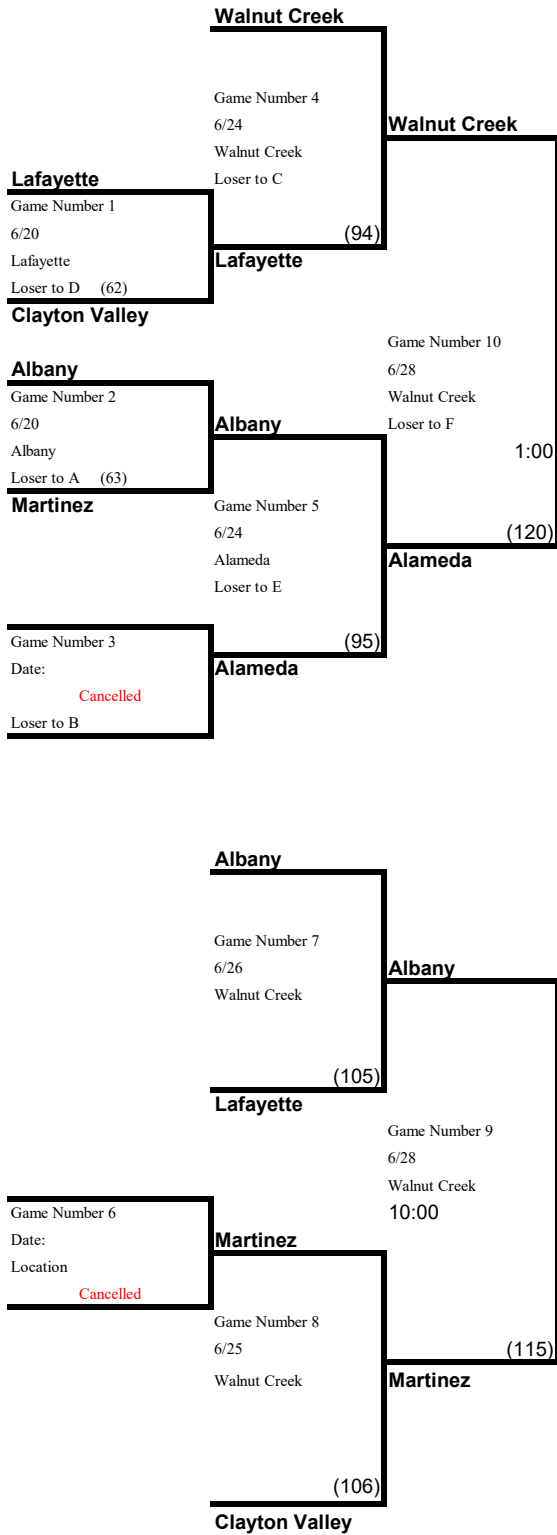 Walnut Creek
Game Number 4
6/24
Walnut Creek
Walnut Creek
Loser to C
Lafayette
Game Number 1
6/20
(94)
Lafayette
Lafayette
Loser to D (62)
Clayton Valley
Game Number 10
Albany
6/28
Game Number 2
Walnut Creek
6/20
Albany
Loser to F
Albany
1:00
Loser to A (63)
Martinez
Game Number 5
6/24
(120)
Alameda
Alameda
Loser to E
Game Number 3
(95)
Date:
Alameda
Cancelled
Loser to B
Albany
Game Number 7
6/26
Albany
Walnut Creek
(105)
Lafayette
Game Number 9
6/28
Walnut Creek
10:00
Game Number 6
Date:
Martinez
Location
Cancelled
Game Number 8
6/25
(115)
Walnut Creek
Martinez
(106)
Clayton Valley